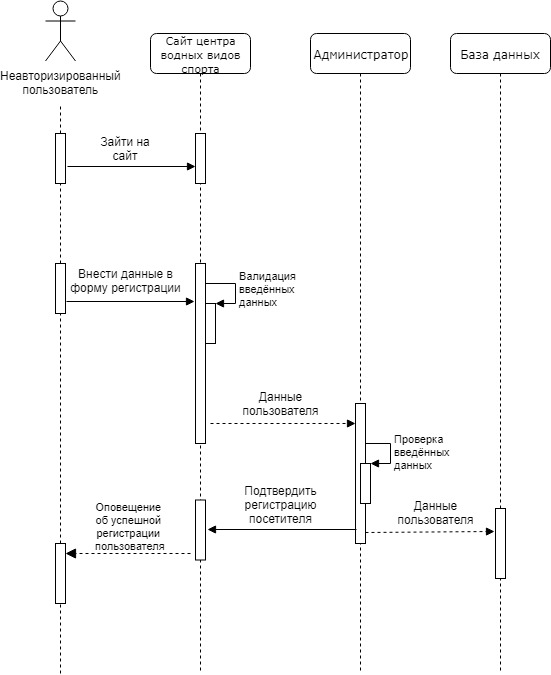 Неавторизированный
пользователь
Сайт центра
водных видов
спорта
Администратор
База данных
Зайти на
сайт
Внести данные в
форму регистрации
Валидация
введённых
данных
Данные
пользователя
Проверка
введённых
данных
Подтвердить
регистрацию
посетителя
Данные
пользователя
Оповещение
об успешной
регистрации
пользователя